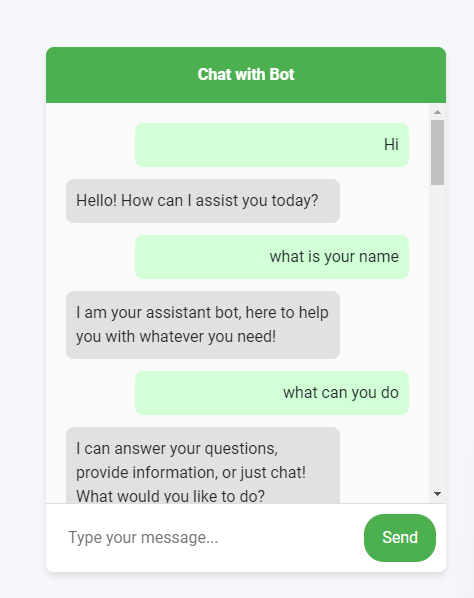 Chat with Bot
Hi
Hello! How can I assist you today?
what is your name
I am your assistant bot, here to help
you with whatever you need!
what can you do
I can answer your questions,
provide information, or just chat!
What would you like to do?
Type your message...
Send